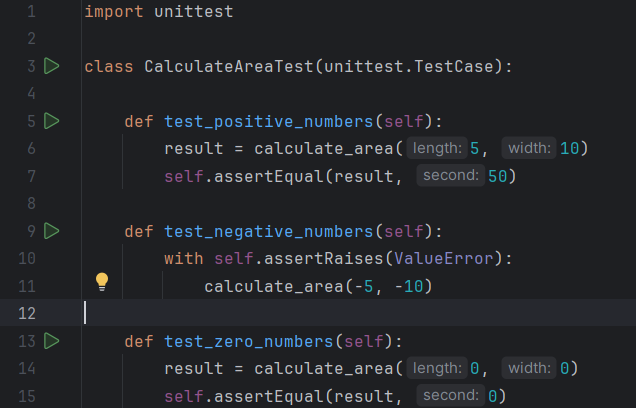 1 import unittest
2
3 class CalculateAreaTest(unittest.TestCase):
4
5 def test_positive_numbers(self):
6 result = calculate_area( length: 5, width: 10)
7 self.assertEqual(result, second: 50)
8
9 def test_negative_numbers(self):
10 with self.assertRaises(ValueError):
11 calculate_area(-5, -10)
12
13 def test_zero_numbers(self):
14 result = calculate_area( length: 0, width: 0)
15 self.assertEqual(result, second: 0)